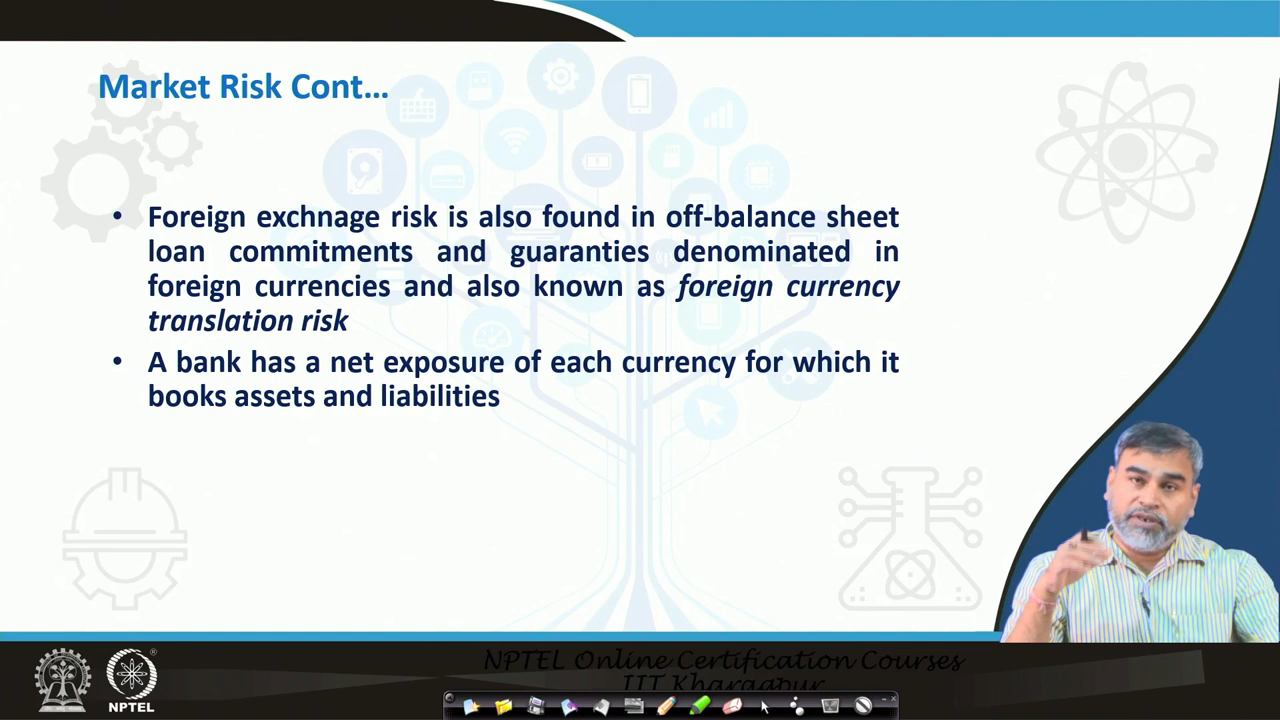 Market Risk Cont...
• Foreign exchnage risk is also found in off-balance sheet
loan commitments and guaranties denominated in
foreign currencies and also known as foreign currency
translation risk
• A bank has a net exposure of each currency for which it
books assets and liabilities
NPTEL Online Certification Courses
IIT Kharagpur
NPTEL